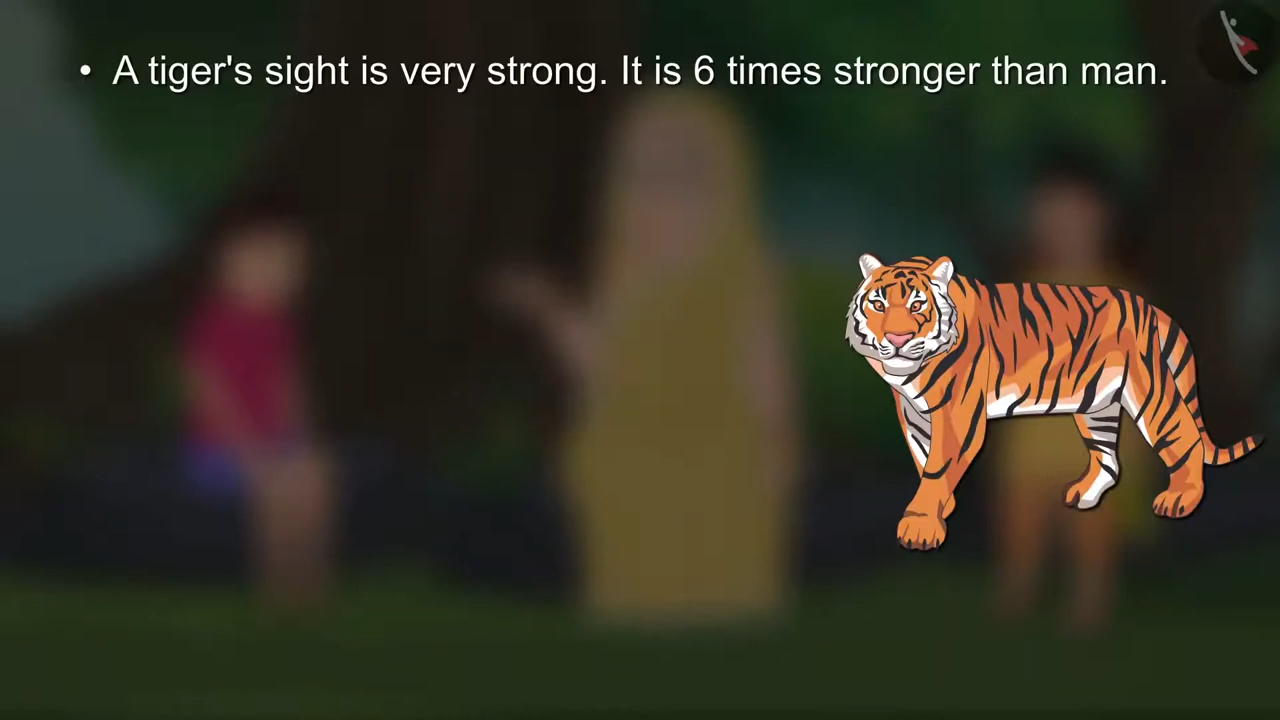 • A tiger's sight is very strong. It is 6 times stronger than man.